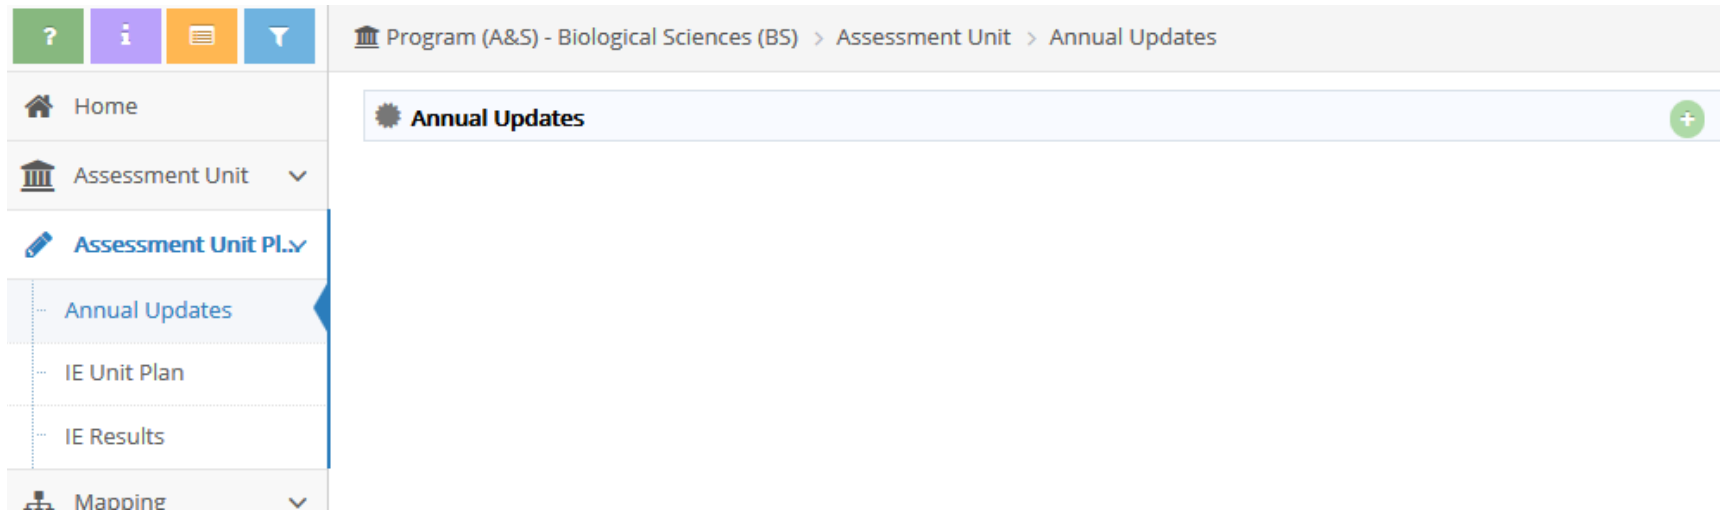 ? i
Program (A&S) - Biological Sciences (BS) > Assessment Unit > Annual Updates
Home
Annual Updates
Assessment Unit
Assessment Unit Pl...
Annual Updates
IE Unit Plan
IE Results
Mapping